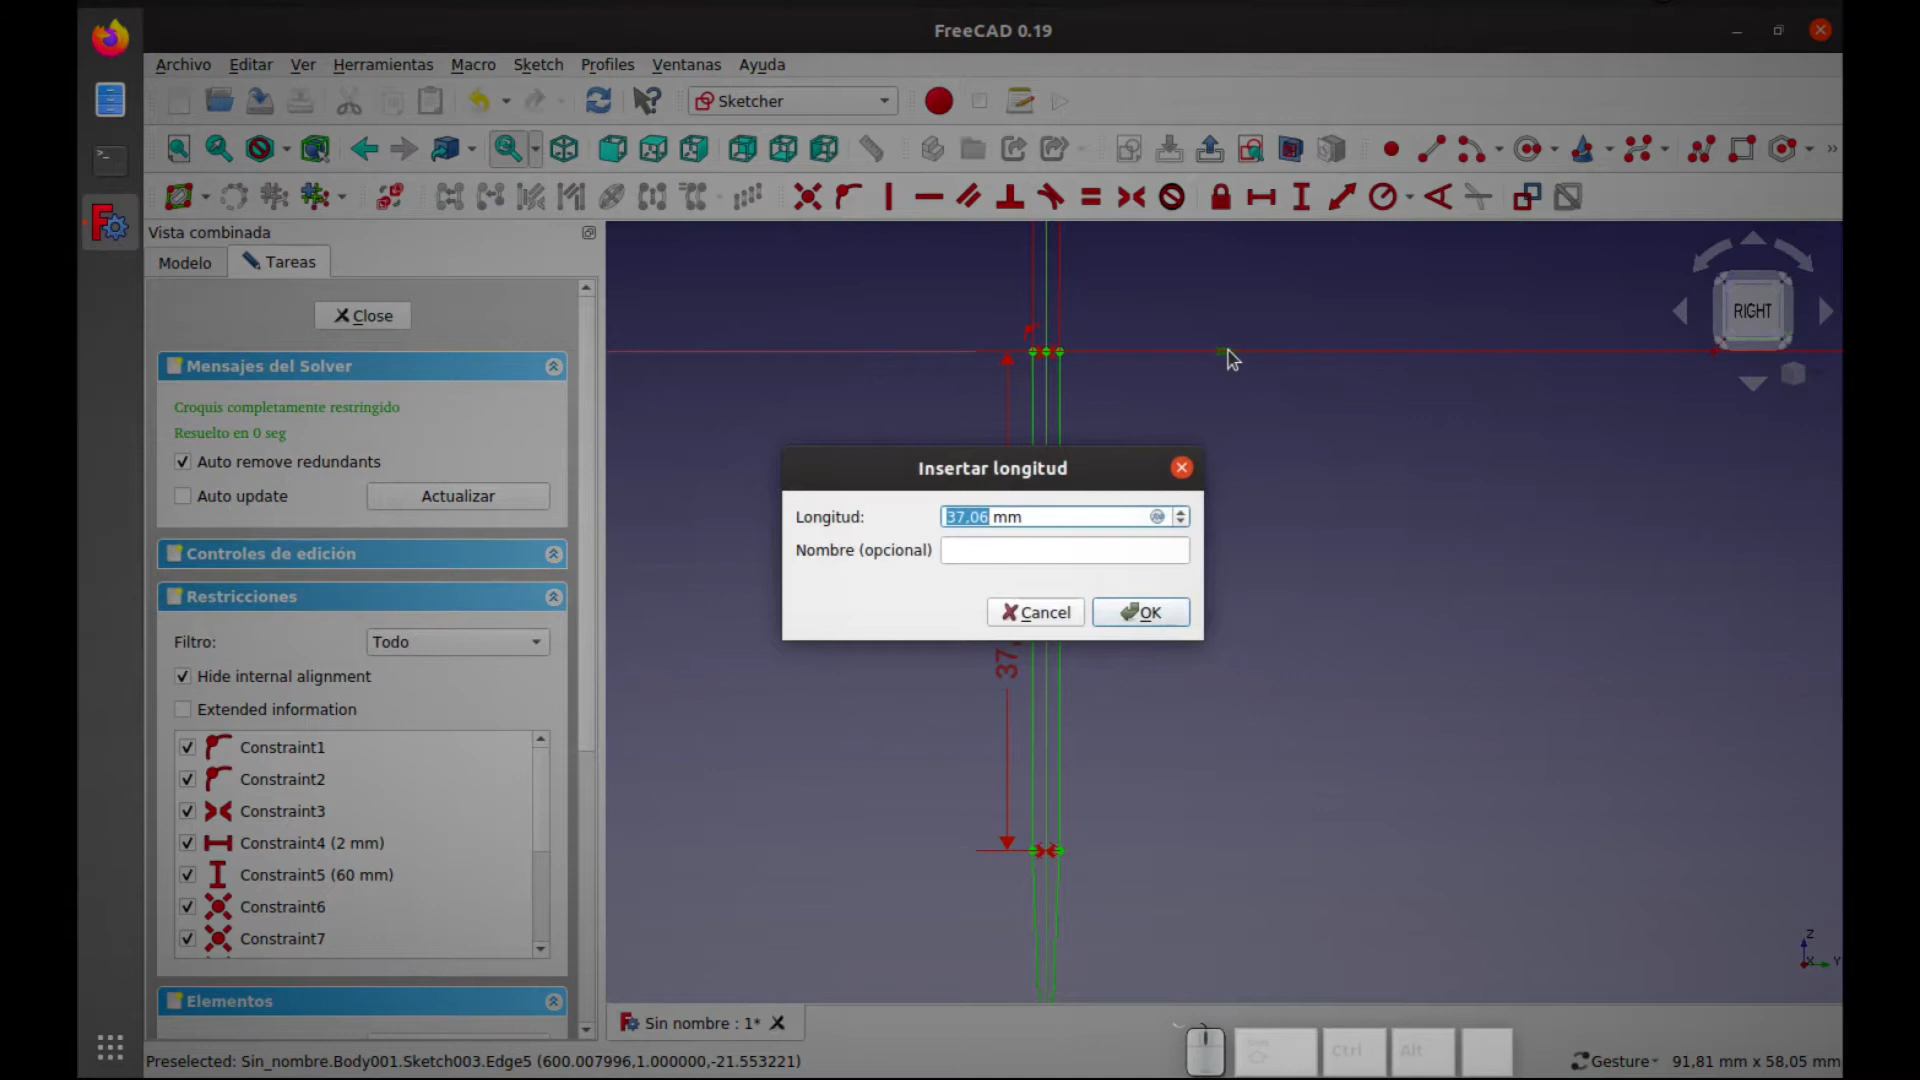 FreeCAD 0.19
Archivo Editar Ver Herramientas Macro Sketch Profiles Ventanas Ayuda
Sketcher
Vista combinada
Modelo Tareas
RIGHT
Close
Mensajes del Solver
Croquis completamente restringido
Resuelto en 0 seg
Auto remove redundants
Auto update Actualizar
Insertar longitud
Longitud: 37,06 mm
Nombre (opcional)
Cancel OK
Controles de edición
Restricciones
Filtro: Todo
Hide internal alignment
Extended information
37
Constraint1
Constraint2
Constraint3
Constraint4 (2 mm)
Constraint5 (60 mm)
Constraint6
Constraint7
Z
X Y
Elementos
Sin nombre : 1*
Ctrl Alt
Preselected: Sin_nombre.Body001.Sketch003.Edge5 (600.007996,1.000000,-21.553221)
Gesture 91,81 mm x 58,05 mm